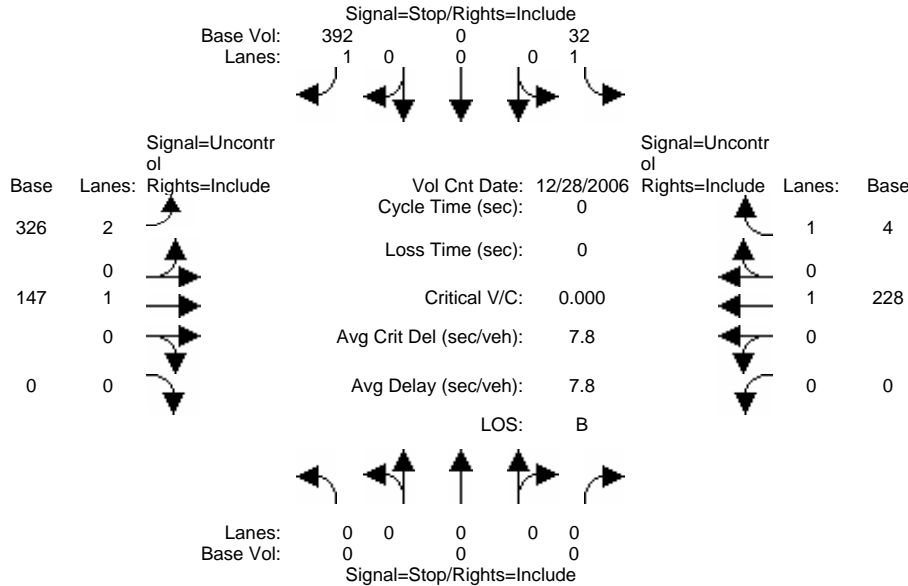 Signal=Stop/Rights=Include
Base Vol: 392 0 32
Lanes: 1 0 0 0 1
Signal=Uncontr
ol
Rights=Include
Signal=Uncontr
ol
Rights=Include
Base Lanes: Vol Cnt Date: 12/28/2006 Lanes: Base
Cycle Time (sec): 0
326 2 1 4
Loss Time (sec): 0
0 0
147 1 Critical V/C: 0.000 1 228
0 Avg Crit Del (sec/veh): 7.8 0
0 0 Avg Delay (sec/veh): 7.8 0 0
LOS: B
Lanes: 0 0 0 0 0
Base Vol: 0 0 0
Signal=Stop/Rights=Include